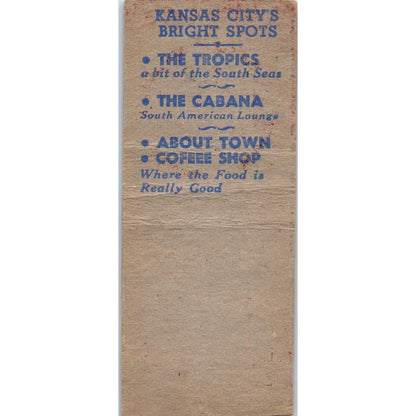 KANSAS CITY'S
BRIGHT SPOTS
• THE TROPICS
a bit of the South Seas
• THE CABANA
South American Lounge
• ABOUT TOWN
• COFEEE SHOP
Where the Food is
Really Good